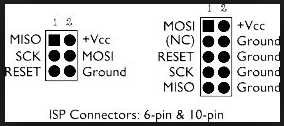 1 2
MISO +Vcc
SCK MOSI
RESET Ground
1 2
MOSI +Vcc
(NC) Ground
RESET Ground
SCK Ground
MISO Ground
ISP Connectors: 6-pin & 10-pin